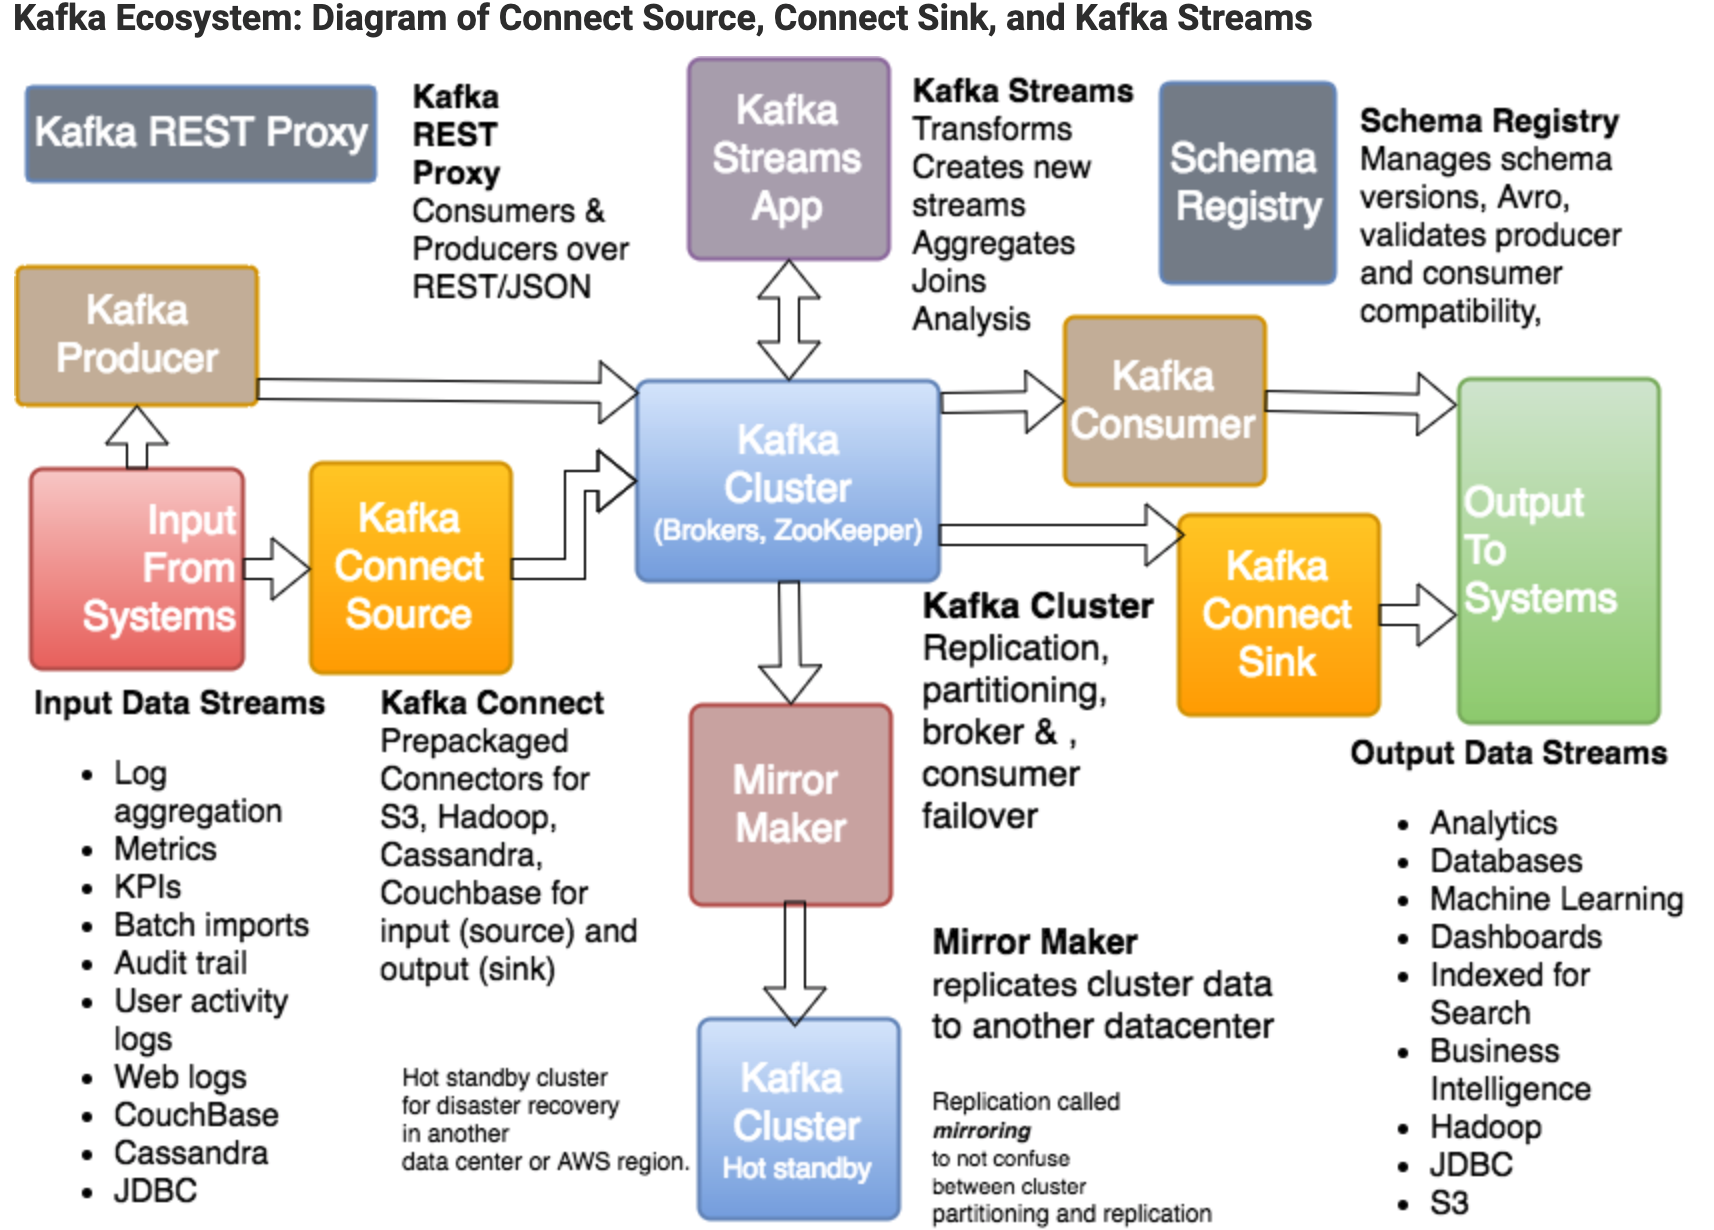 Kafka Ecosystem: Diagram of Connect Source, Connect Sink, and Kafka Streams
Kafka REST Proxy
Kafka
REST
Proxy
Consumers &
Producers over
REST/JSON
Kafka
Streams
App
Kafka Streams
Transforms
Creates new
streams
Aggregates
Joins
Analysis
Schema
Registry
Schema Registry
Manages schema
versions, Avro,
validates producer
and consumer
compatibility,
Kafka
Producer
Kafka
Cluster
(Brokers, ZooKeeper)
Kafka
Consumer
Input
From
Systems
Kafka
Connect
Source
Kafka
Connect
Sink
Output
To
Systems
Input Data Streams
• Log
aggregation
• Metrics
• KPIs
• Batch imports
• Audit trail
• User activity
logs
• Web logs
• CouchBase
• Cassandra
• JDBC
Kafka Connect
Prepackaged
Connectors for
S3, Hadoop,
Cassandra,
Couchbase for
input (source) and
output (sink)
Kafka Cluster
Replication,
partitioning,
broker & ,
consumer
failover
Mirror
Maker
Mirror Maker
replicates cluster data
to another datacenter
Hot standby cluster
for disaster recovery
in another
data center or AWS region.
Kafka
Cluster
Hot standby
Replication called
mirroring
to not confuse
between cluster
partitioning and replication
Output Data Streams
• Analytics
• Databases
• Machine Learning
• Dashboards
• Indexed for
Search
• Business
Intelligence
• Hadoop
• JDBC
• S3